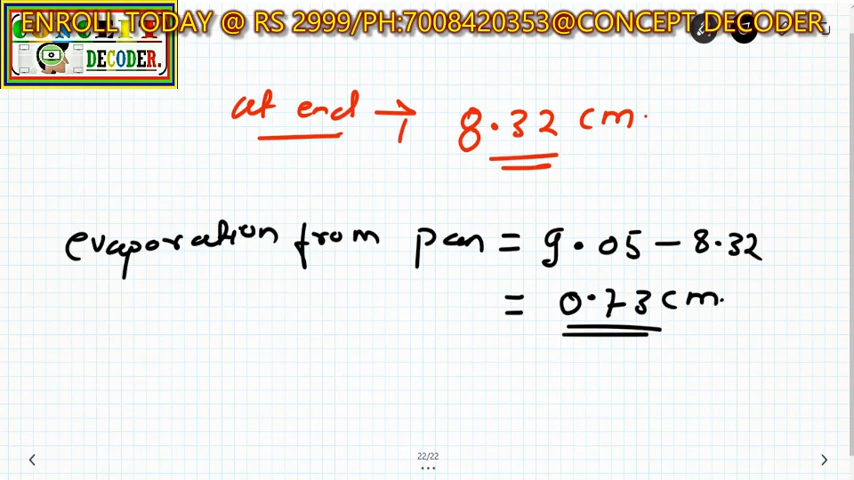 ENROLL TODAY @ RS 2999/PH:7008420353@CONCEPT DECODER.
DECODER.
at end → 8.32 cm.
evaporation from pan = 9.05 - 8.32
= 0.73 cm.
22/22